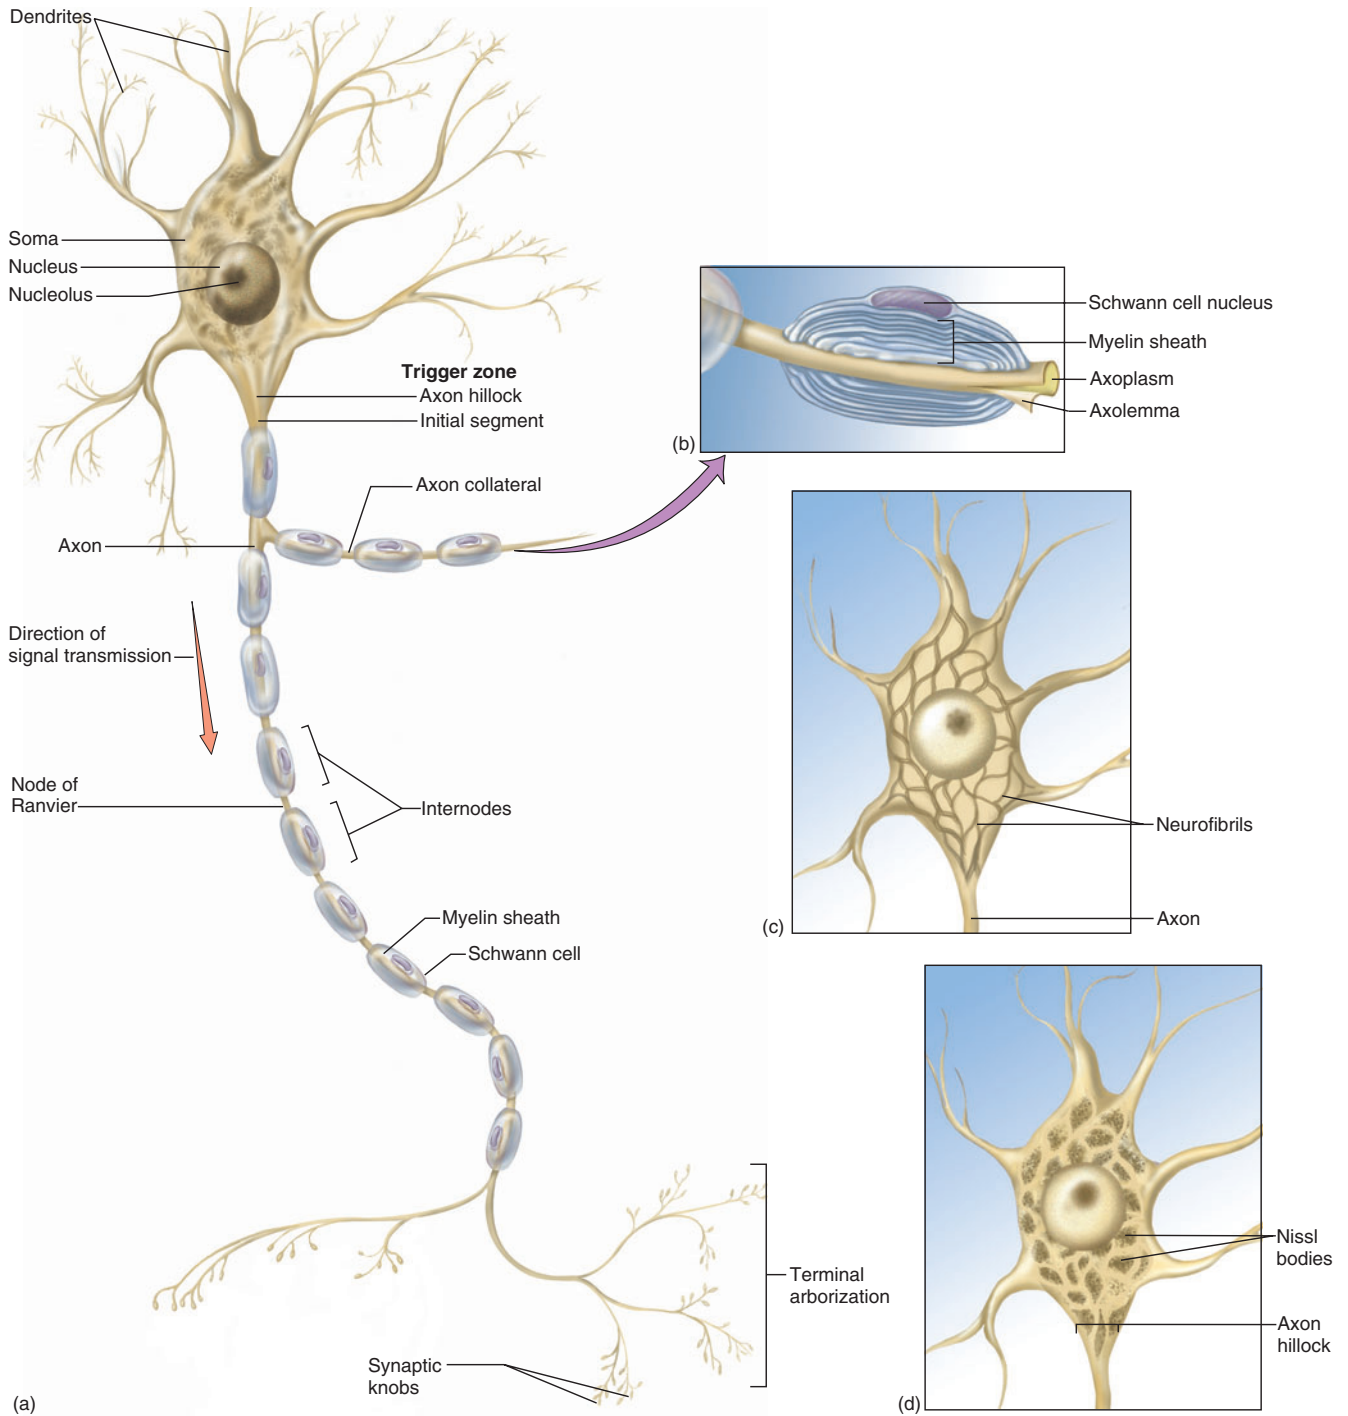 Dendrites
Soma
Nucleus
Nucleolus
Trigger zone
Axon hillock
Initial segment
Axon collateral
Axon
Direction of
signal transmission
Node of
Ranvier
Internodes
Myelin sheath
Schwann cell
Terminal
arborization
Synaptic
knobs
(a)
Schwann cell nucleus
Myelin sheath
Axoplasm
Axolemma
(b)
Neurofibrils
Axon
(c)
Nissl
bodies
Axon
hillock
(d)